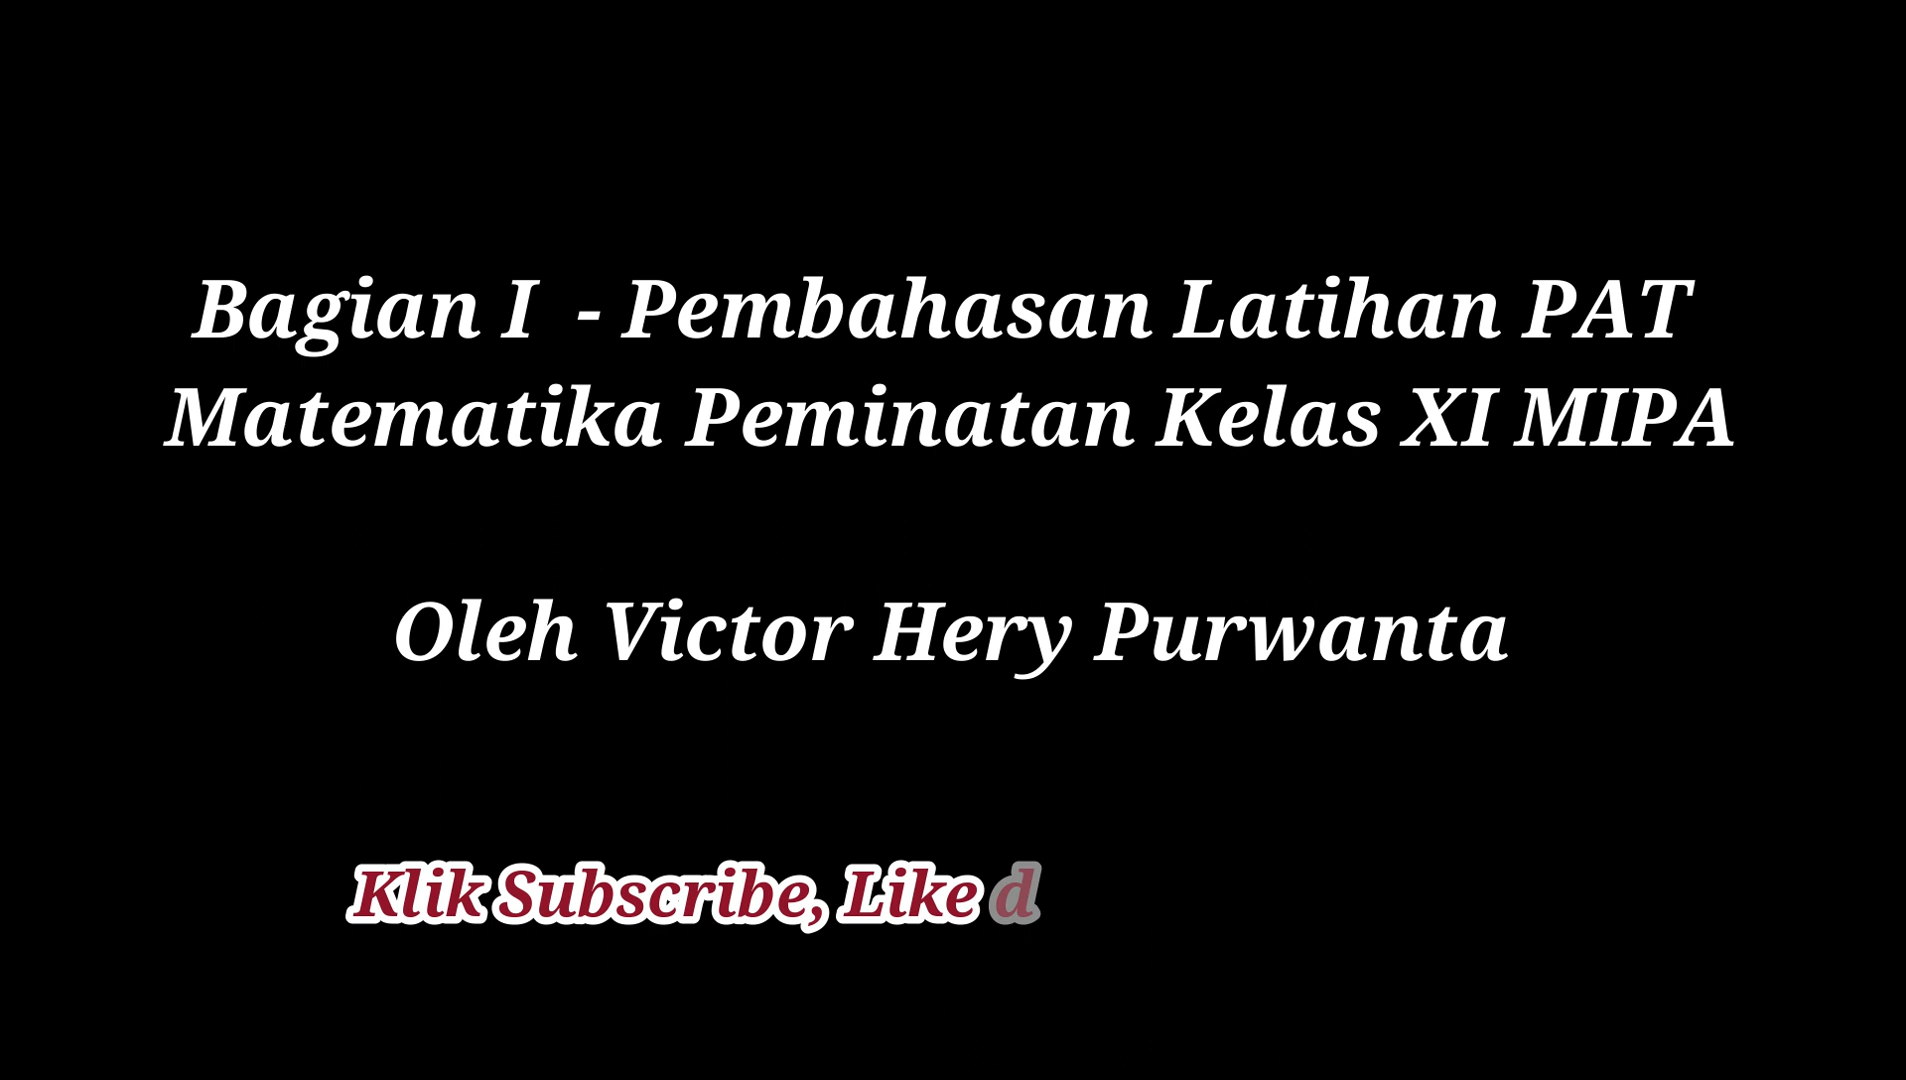 Bagian I - Pembahasan Latihan PAT
Matematika Peminatan Kelas XI MIPA
Oleh Victor Hery Purwanta
Klik Subscribe, Like d